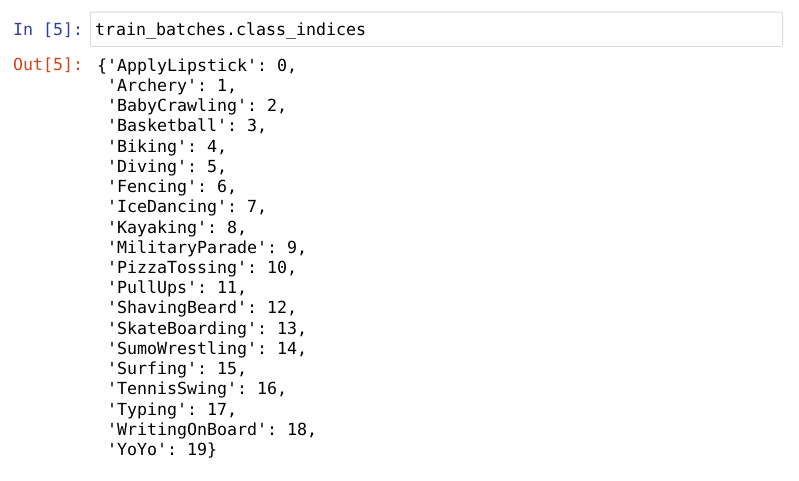 In [5]: train_batches.class_indices
Out[5]: {'ApplyLipstick': 0,
'Archery': 1,
'BabyCrawling': 2,
'Basketball': 3,
'Biking': 4,
'Diving': 5,
'Fencing': 6,
'IceDancing': 7,
'Kayaking': 8,
'MilitaryParade': 9,
'PizzaTossing': 10,
'PullUps': 11,
'ShavingBeard': 12,
'SkateBoarding': 13,
'SumoWrestling': 14,
'Surfing': 15,
'TennisSwing': 16,
'Typing': 17,
'WritingOnBoard': 18,
'YoYo': 19}